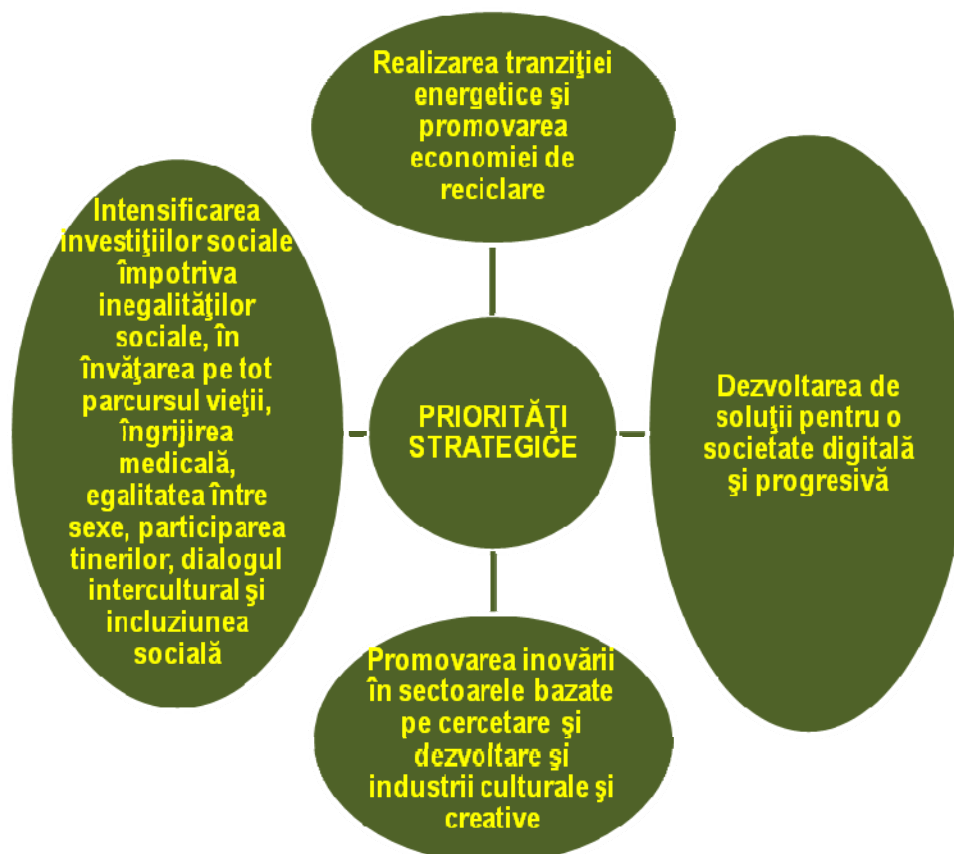 Realizarea tranziţiei
energetice şi
promovarea
economiei de
reciclare
Intensificarea
investiţiilor sociale
împotriva
inegalităţilor
sociale, în
învăţarea pe tot
parcursul vieţii,
îngrijirea
medicală,
egalitatea între
sexe, participarea
tinerilor, dialogul
intercultural şi
incluziunea
socială
PRIORITĂŢI
STRATEGICE
Dezvoltarea de
soluţii pentru o
societate digitală
şi progresivă
Promovarea inovării
în sectoarele bazate
pe cercetare şi
dezvoltare şi
industrii culturale şi
creative